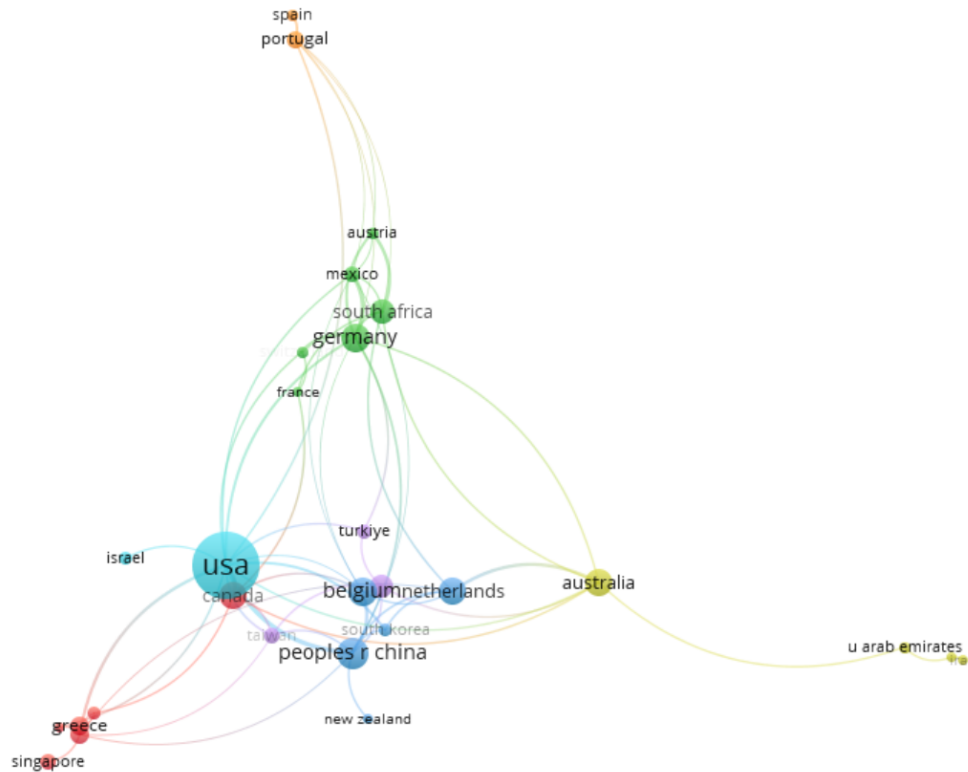 spain
portugal
austria
mexico
south africa
germany
france
turkiye
israel
usa
australia
belgium
netherlands
canada
south korea
taiwan
peoples r china
u arab emirates
new zealand
greece
singapore